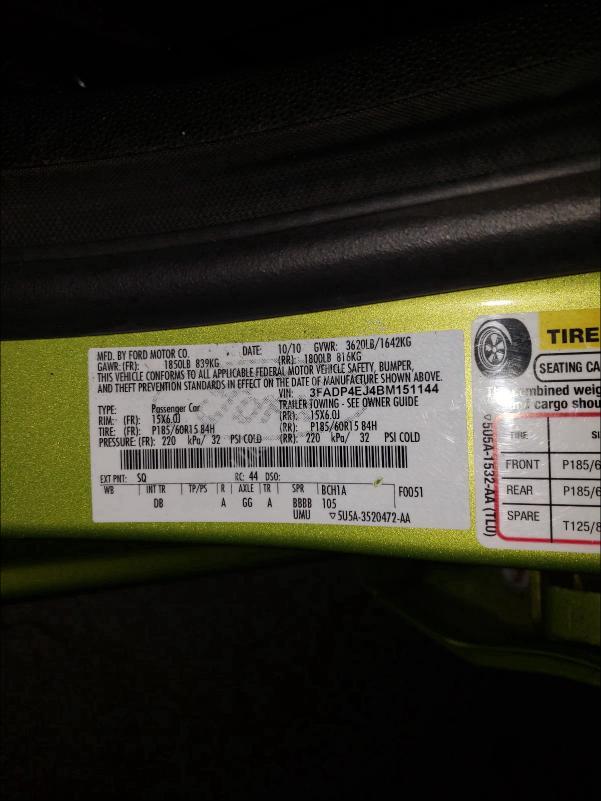 MFD. BY FORD MOTOR CO.
DATE: 10/10 GVWR: 3620LB/1642KG
GAWR:(FR): 1850LB 839KG (RR): 1800LB 816KG
THIS VEHICLE CONFORMS TO ALL APPLICABLE FEDERAL MOTOR VEHICLE SAFETY, BUMPER,
AND THEFT PREVENTION STANDARDS IN EFFECT ON THE DATE OF MANUFACTURE SHOWN ABOVE.
VIN: 3FADP4EJ4BM151144
TYPE: Passenger Car TRAILER TOWING - SEE OWNER GUIDE
RIM: (FR): 15X6.0J (RR): 15X6.0J
TIRE: (FR): P185/60R15 84H (RR): P185/60R15 84H
PRESSURE: (FR): 220 kPa/ 32 PSI COLD (RR): 220 kPa/ 32 PSI COLD
EXT PNT: SQ RC: 44 DSO:
WB INT TR TP/PS R AXLE TR SPR BCH1A F0051
DB A GG A BBBB 105
UMU ▽5U5A-3520472-AA
TIRE
SEATING CA
The combined weig
and cargo shou
TIRE SI
FRONT P185/6
REAR P185/6
SPARE T125/8
▽5U5A-1532-AA (TLU)